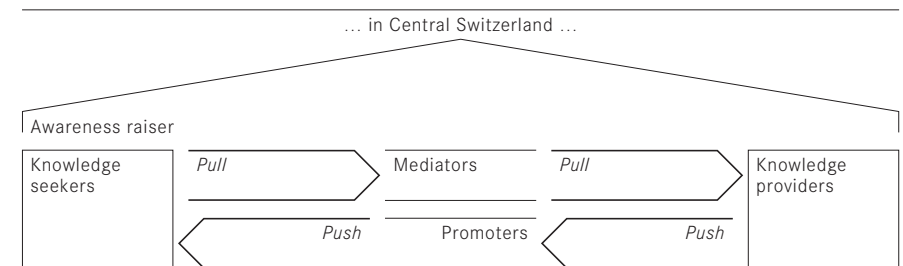 … in Central Switzerland …
Awareness raiser
Knowledge
seekers
Pull
Mediators
Pull
Knowledge
providers
Push
Promoters
Push